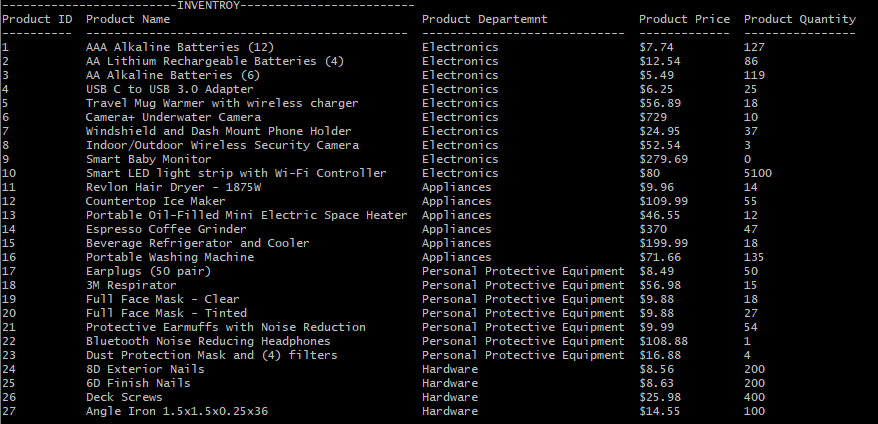 -------------------------INVENTROY-------------------------
Product ID  Product Name                                    Product Departemnt             Product Price  Product Quantity
----------  ----------------------------------------------  -----------------------------  -------------  ----------------
1           AAA Alkaline Batteries (12)                     Electronics                    $7.74          127
2           AA Lithium Rechargeable Batteries (4)           Electronics                    $12.54         86
3           AA Alkaline Batteries (6)                       Electronics                    $5.49          119
4           USB C to USB 3.0 Adapter                        Electronics                    $6.25          25
5           Travel Mug Warmer with wireless charger         Electronics                    $56.89         18
6           Camera+ Underwater Camera                       Electronics                    $729           10
7           Windshield and Dash Mount Phone Holder          Electronics                    $24.95         37
8           Indoor/Outdoor Wireless Security Camera         Electronics                    $52.54         3
9           Smart Baby Monitor                              Electronics                    $279.69        0
10          Smart LED light strip with Wi-Fi Controller     Electronics                    $80            5100
11          Revlon Hair Dryer - 1875W                       Appliances                     $9.96          14
12          Countertop Ice Maker                            Appliances                     $109.99        55
13          Portable Oil-Filled Mini Electric Space Heater  Appliances                     $46.55         12
14          Espresso Coffee Grinder                         Appliances                     $370           47
15          Beverage Refrigerator and Cooler                Appliances                     $199.99        18
16          Portable Washing Machine                        Appliances                     $71.66         135
17          Earplugs (50 pair)                              Personal Protective Equipment  $8.49          50
18          3M Respirator                                   Personal Protective Equipment  $56.98         15
19          Full Face Mask - Clear                          Personal Protective Equipment  $9.88          18
20          Full Face Mask - Tinted                         Personal Protective Equipment  $9.88          27
21          Protective Earmuffs with Noise Reduction        Personal Protective Equipment  $9.99          54
22          Bluetooth Noise Reducing Headphones             Personal Protective Equipment  $108.88        1
23          Dust Protection Mask and (4) filters            Personal Protective Equipment  $16.88         4
24          8D Exterior Nails                               Hardware                       $8.56          200
25          6D Finish Nails                                 Hardware                       $8.63          200
26          Deck Screws                                     Hardware                       $25.98         400
27          Angle Iron 1.5x1.5x0.25x36                      Hardware                       $14.55         100